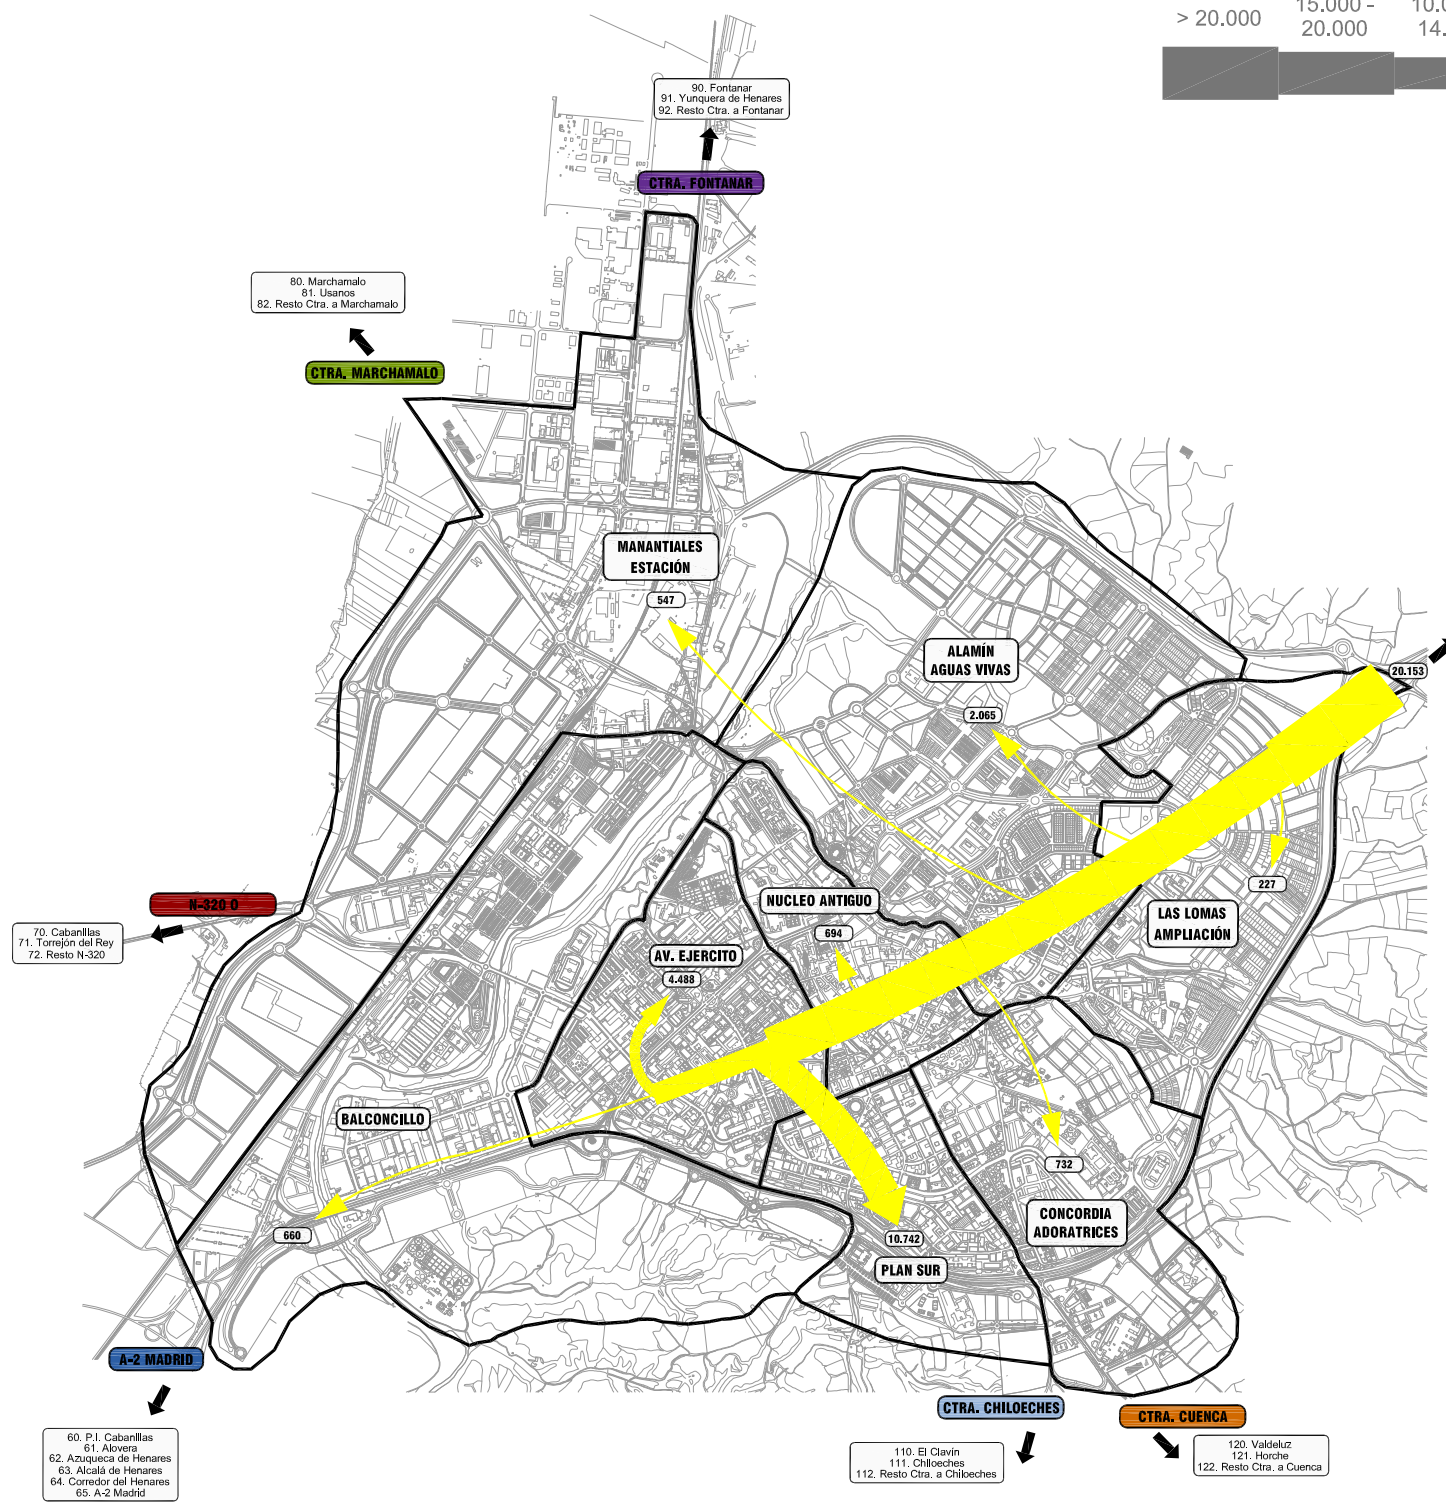 > 20.000
15.000 -
20.000
90. Fontanar
91. Yunquera de Henares
92. Resto Ctra. a Fontanar
CTRA. FONTANAR
80. Marchamalo
81. Usanos
82. Resto Ctra. a Marchamalo
CTRA. MARCHAMALO
MANANTIALES
ESTACIÓN
547
ALAMÍN
AGUAS VIVAS
2.065
20.153
227
LAS LOMAS
AMPLIACIÓN
NUCLEO ANTIGUO
694
AV. EJERCITO
4.488
N-320 O
70. Cabanillas
71. Torrejón del Rey
72. Resto N-320
BALCONCILLO
660
732
CONCORDIA
ADORATRICES
10.742
PLAN SUR
A-2 MADRID
60. P.I. Cabanillas
61. Alovera
62. Azuqueca de Henares
63. Alcalá de Henares
64. Corredor del Henares
65. A-2 Madrid
CTRA. CHILOECHES
110. El Clavin
111. Chiloeches
112. Resto Ctra. a Chiloeches
CTRA. CUENCA
120. Valdeluz
121. Horche
122. Resto Ctra. a Cuenca